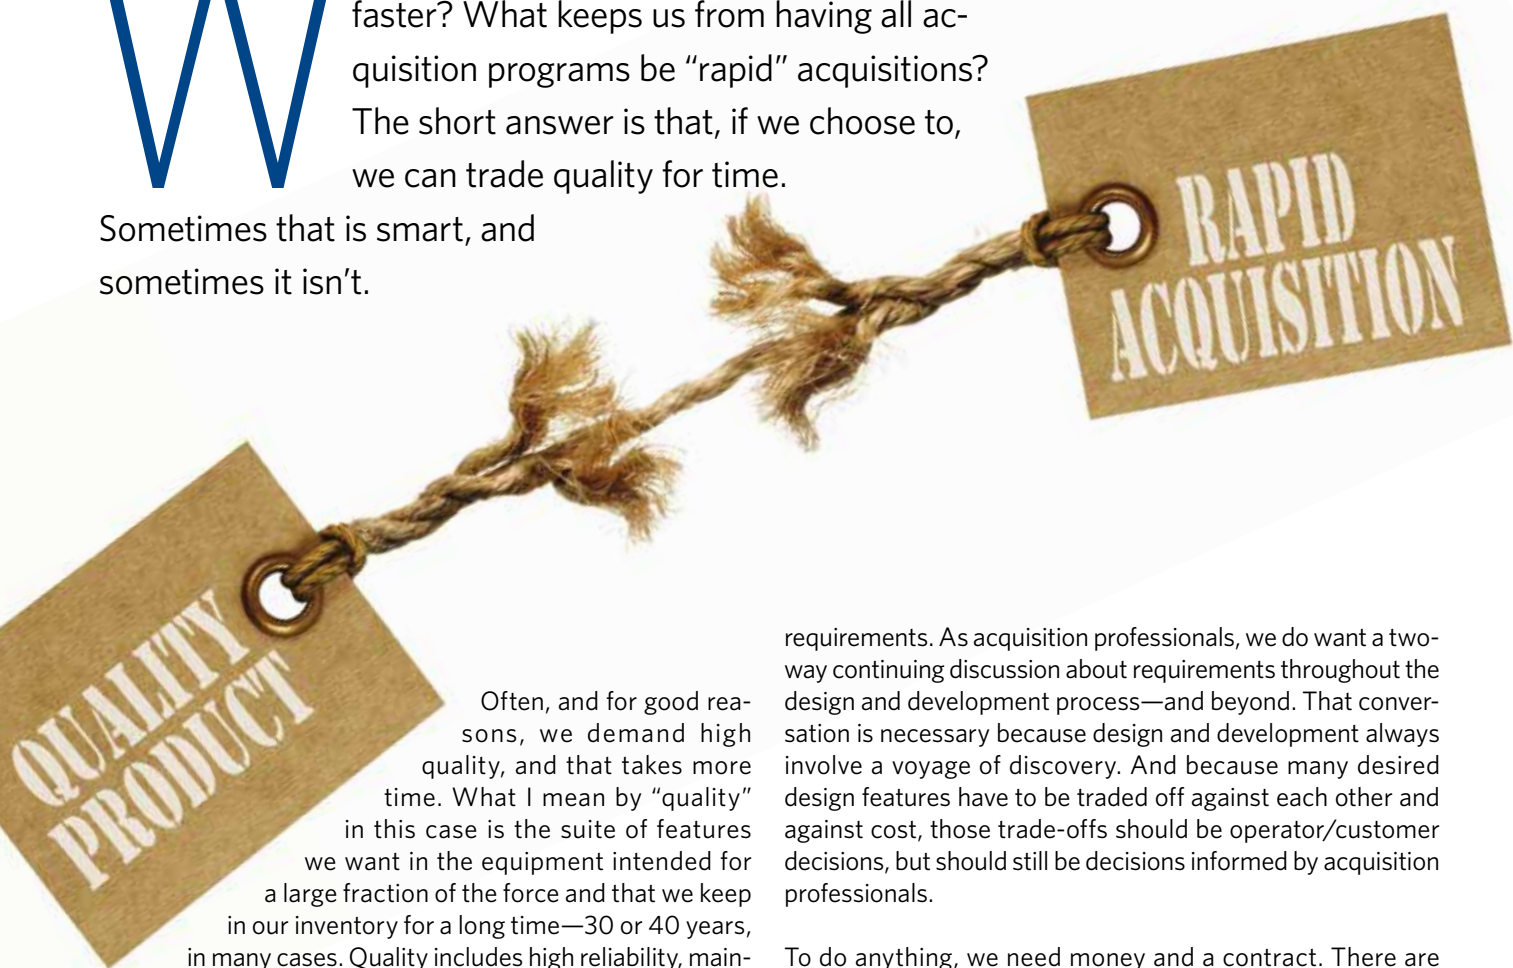 W
faster? What keeps us from having all ac-
quisition programs be “rapid” acquisitions?
The short answer is that, if we choose to,
we can trade quality for time.
Sometimes that is smart, and
sometimes it isn’t.
RAPID
ACQUISITION
QUALITY
PRODUCT
Often, and for good rea-
sons, we demand high
quality, and that takes more
time. What I mean by “quality”
in this case is the suite of features
we want in the equipment intended for
a large fraction of the force and that we keep
in our inventory for a long time—30 or 40 years,
in many cases. Quality includes high reliability, main-
requirements. As acquisition professionals, we do want a two-
way continuing discussion about requirements throughout the
design and development process—and beyond. That conver-
sation is necessary because design and development always
involve a voyage of discovery. And because many desired
design features have to be traded off against each other and
against cost, those trade-offs should be operator/customer
decisions, but should still be decisions informed by acquisition
professionals.
To do anything, we need money and a contract. There are